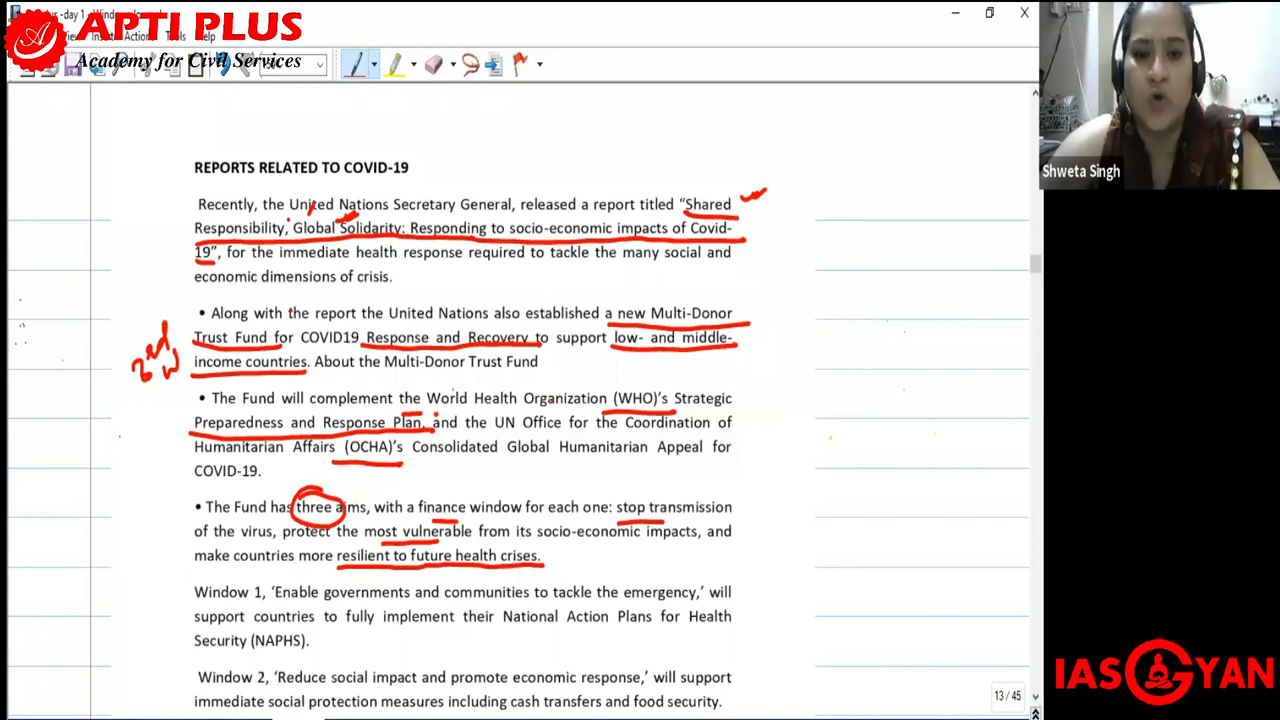 APTI PLUS
Academy for Civil Services
Shweta Singh
REPORTS RELATED TO COVID-19
Recently, the United Nations Secretary General, released a report titled “Shared
Responsibility, Global Solidarity: Responding to socio-economic impacts of Covid-
19”, for the immediate health response required to tackle the many social and
economic dimensions of crisis.
• Along with the report the United Nations also established a new Multi-Donor
Trust Fund for COVID19 Response and Recovery to support low- and middle-
income countries. About the Multi-Donor Trust Fund
• The Fund will complement the World Health Organization (WHO)’s Strategic
Preparedness and Response Plan, and the UN Office for the Coordination of
Humanitarian Affairs (OCHA)’s Consolidated Global Humanitarian Appeal for
COVID-19.
• The Fund has three aims, with a finance window for each one: stop transmission
of the virus, protect the most vulnerable from its socio-economic impacts, and
make countries more resilient to future health crises.
Window 1, ‘Enable governments and communities to tackle the emergency,’ will
support countries to fully implement their National Action Plans for Health
Security (NAPHS).
Window 2, ‘Reduce social impact and promote economic response,’ will support
immediate social protection measures including cash transfers and food security.
13 / 45
IASGYAN